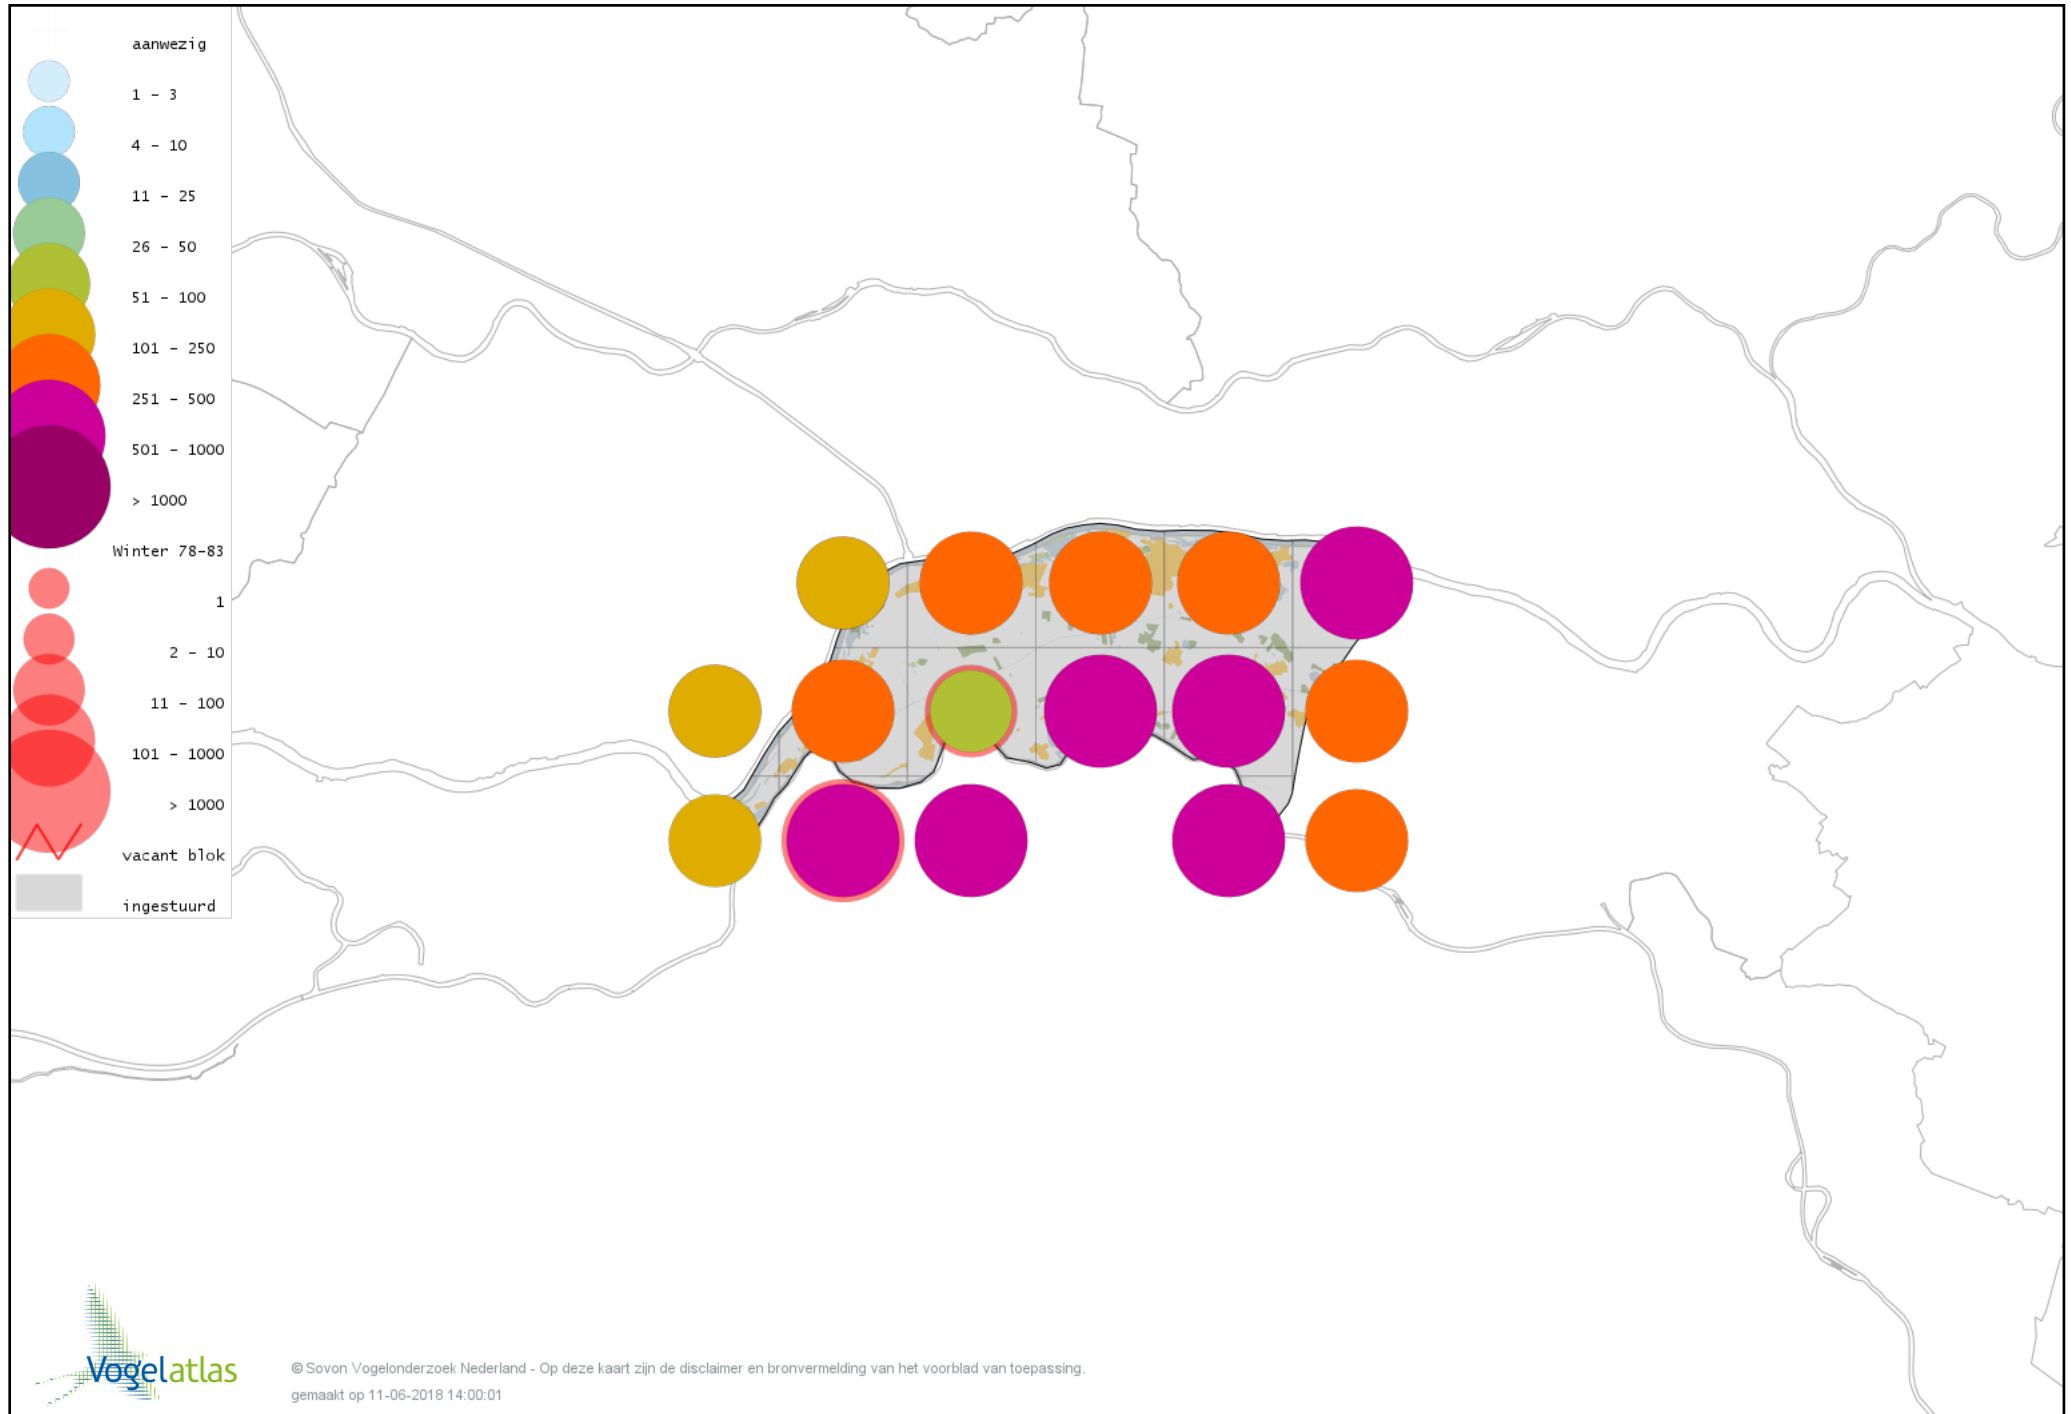 aanwezig
1 - 3
4 - 10
11 - 25
26 - 50
51 - 100
101 - 250
251 - 500
501 - 1000
> 1000
Winter 78-83
1
2 - 10
11 - 100
101 - 1000
> 1000
vacant blok
ingestuurd
Vogelatlas
© Sovon Vogelonderzoek Nederland - Op deze kaart zijn de disclaimer en bronvermelding van het voorblad van toepassing.
gemaakt op 11-06-2018 14:00:01